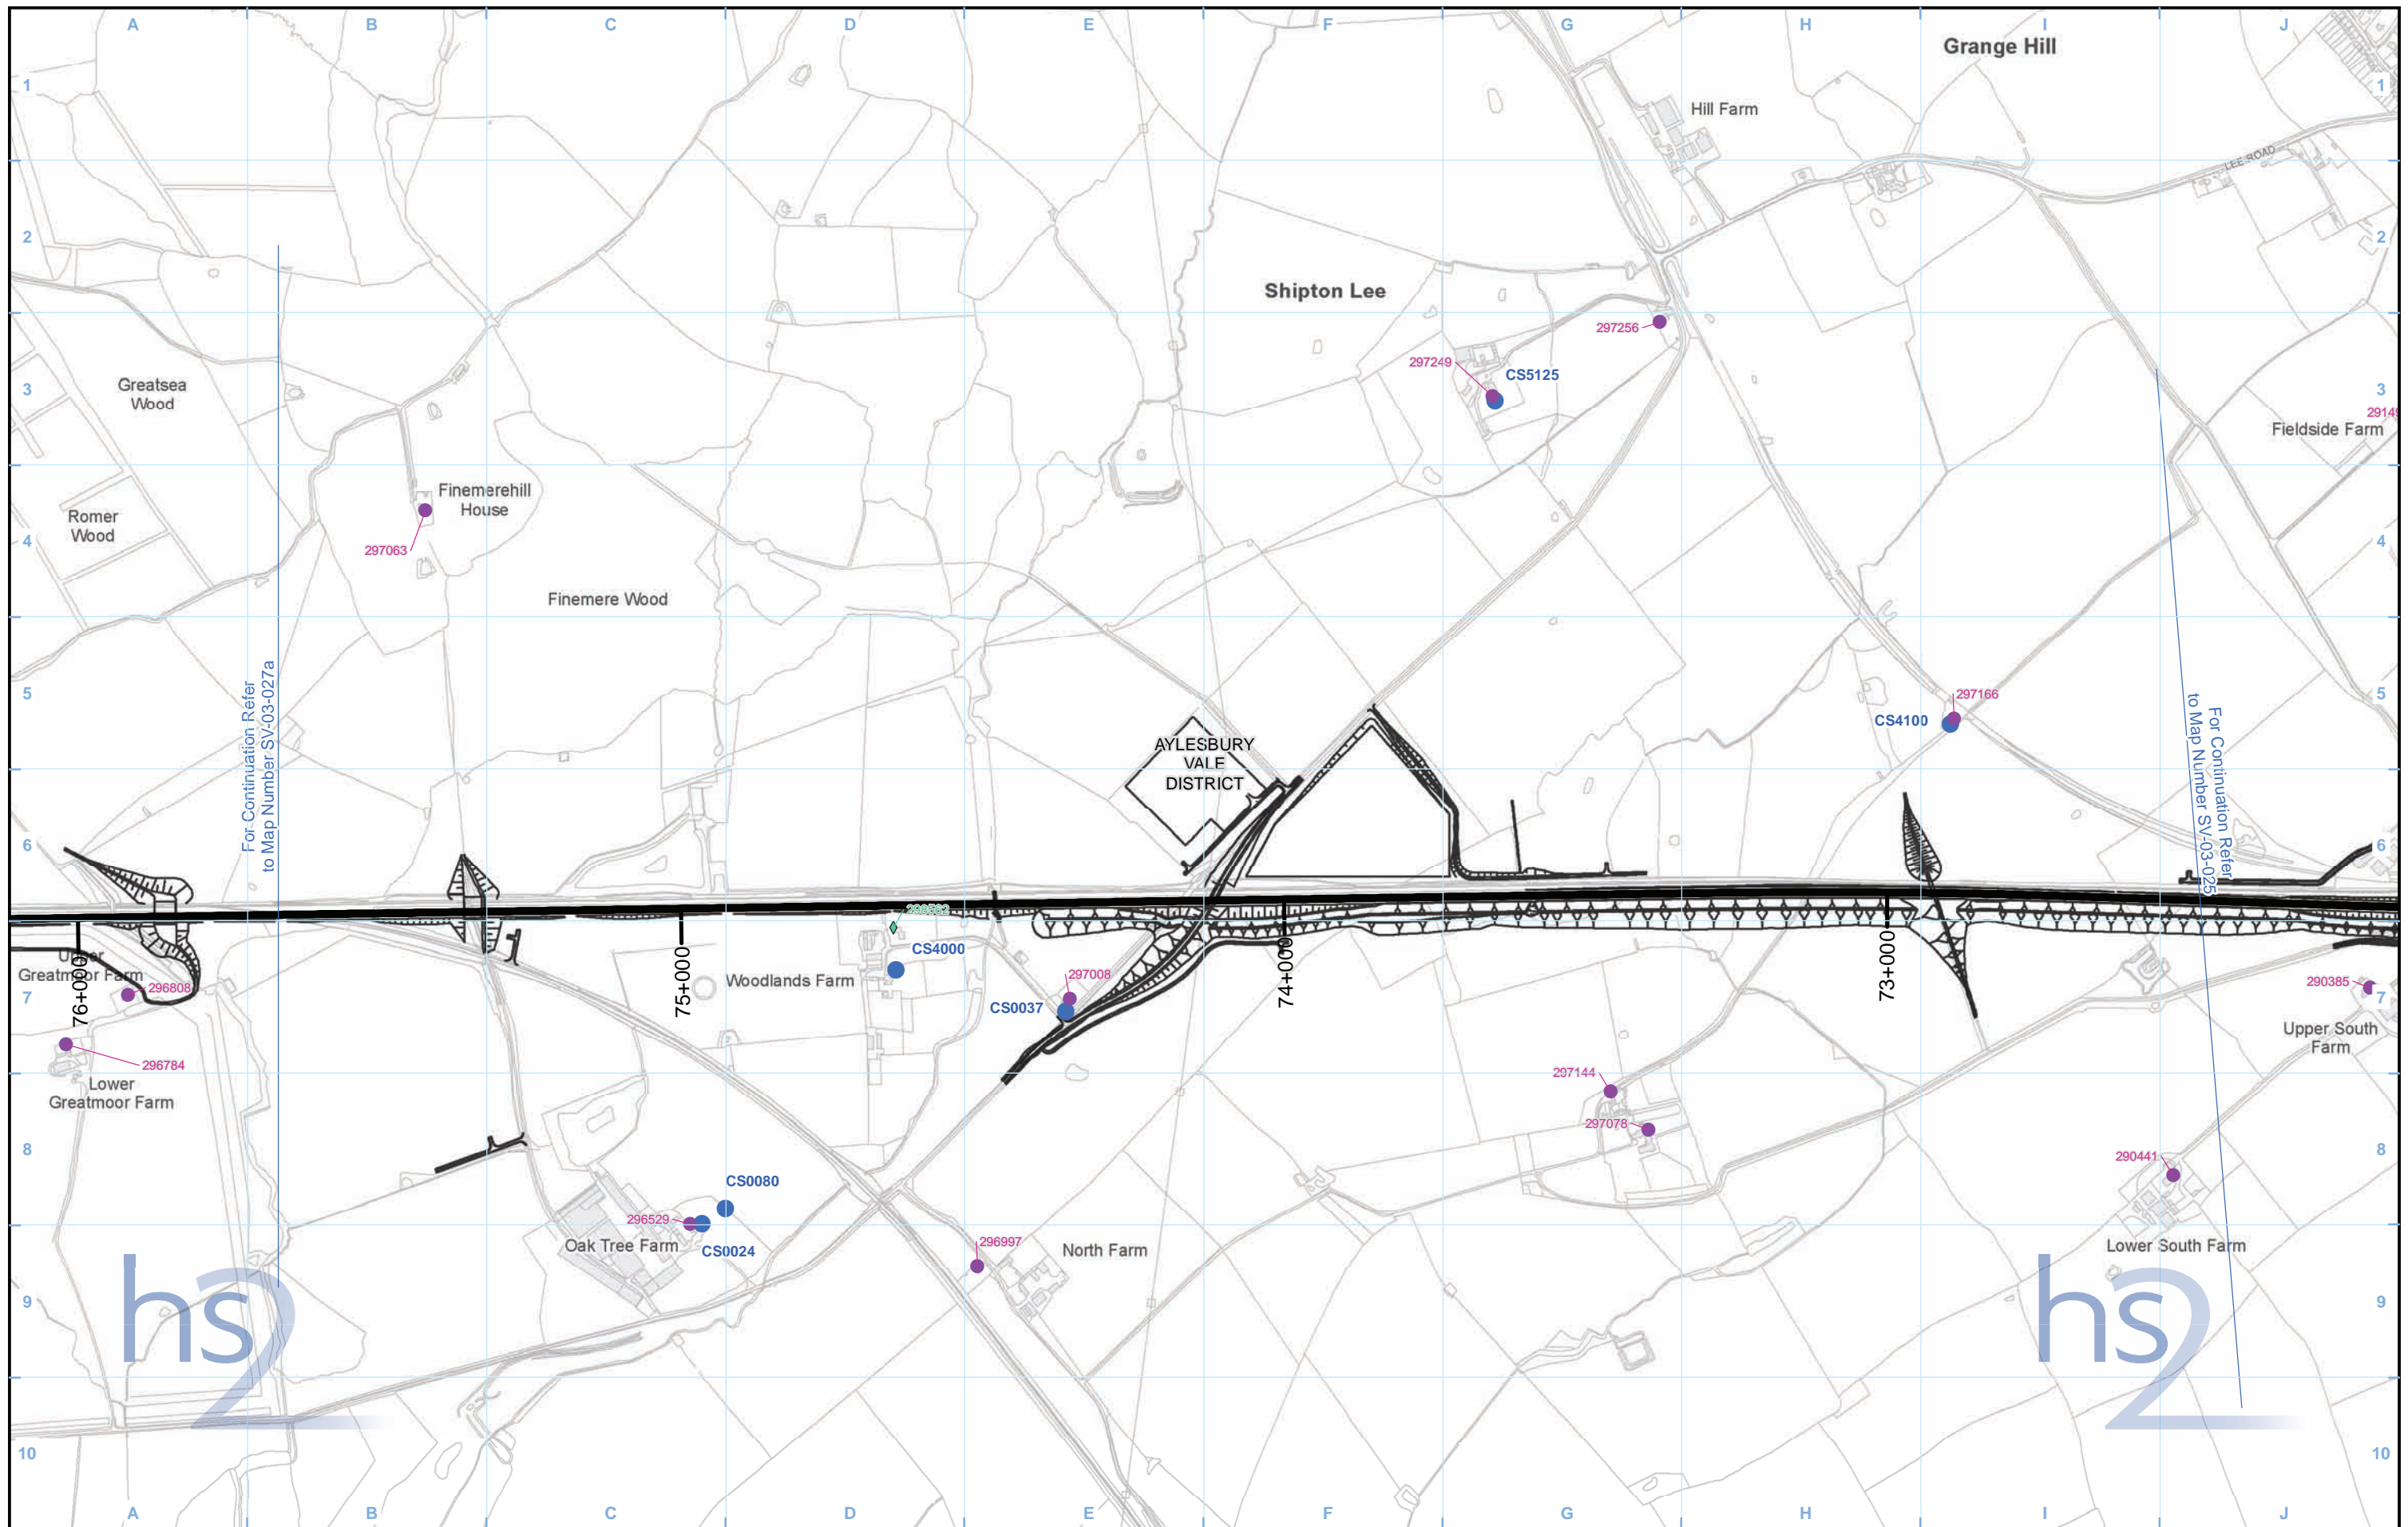 A B C D E F G H I J
Grange Hill
1 1
Hill Farm
LEE ROAD
2 2
Shipton Lee
297256
297249
CS5125
3 3
Greatsea
Wood
29149
Fieldside Farm
Finemerehill
House
Romer
Wood
4 4
297063
Finemere Wood
For Continuation Refer
to Map Number SV-03-027a
5 5
297166
CS4100
For Continuation Refer
to Map Number SV-03-025
AYLESBURY
VALE
DISTRICT
6 6
CS4000
Upper
Greatmoor Farm
76+000
75+000
74+000
73+000
Woodlands Farm
297008
296808
CS0037
290385
7 7
Upper South
Farm
296784
Lower
Greatmoor Farm
297144
297078
8 8
290441
CS0080
296529
CS0024
Oak Tree Farm
296997
North Farm
Lower South Farm
hs2 hs2
9 9
10 10
A B C D E F G H I J